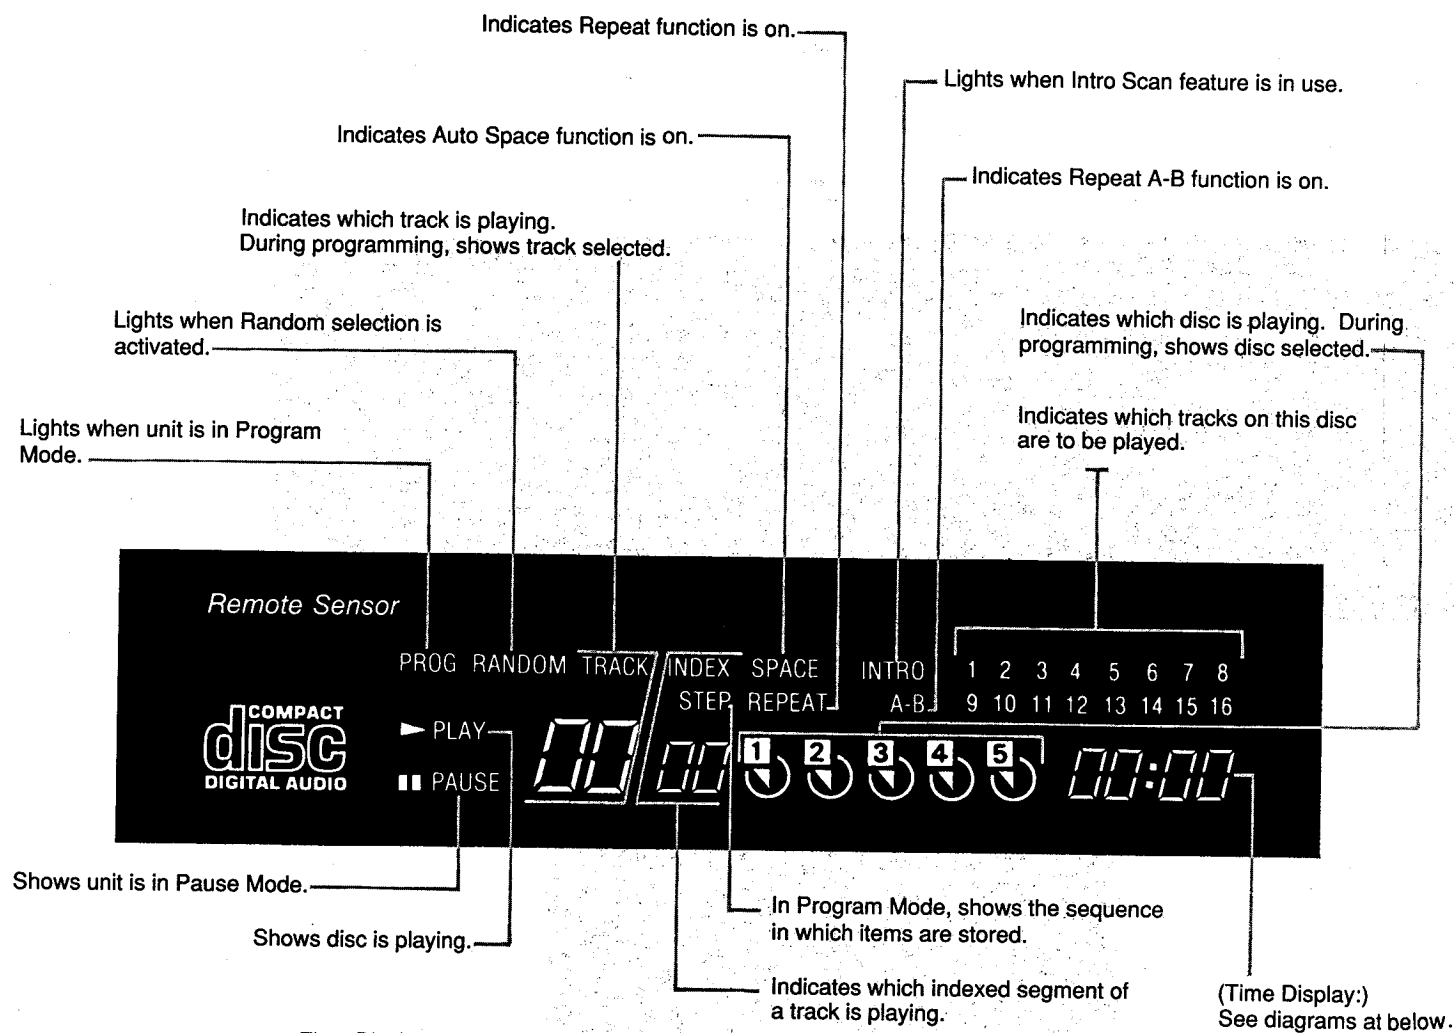 Indicates Repeat function is on.
Lights when Intro Scan feature is in use.
Indicates Auto Space function is on.
Indicates Repeat A-B function is on.
Indicates which track is playing.
During programming, shows track selected.
Lights when Random selection is
activated.
Indicates which disc is playing. During
programming, shows disc selected.
Lights when unit is in Program
Mode.
Indicates which tracks on this disc
are to be played.
Remote Sensor
PROG RANDOM TRACK INDEX SPACE INTRO 1 2 3 4 5 6 7 8
STEP REPEAT A-B 9 10 11 12 13 14 15 16
COMPACT
disc
DIGITAL AUDIO
PLAY
PAUSE
00 00 1 2 3 4 5 00:00
Shows unit is in Pause Mode.
Shows disc is playing.
In Program Mode, shows the sequence
in which items are stored.
Indicates which indexed segment of
a track is playing.
(Time Display:)
See diagrams at below.